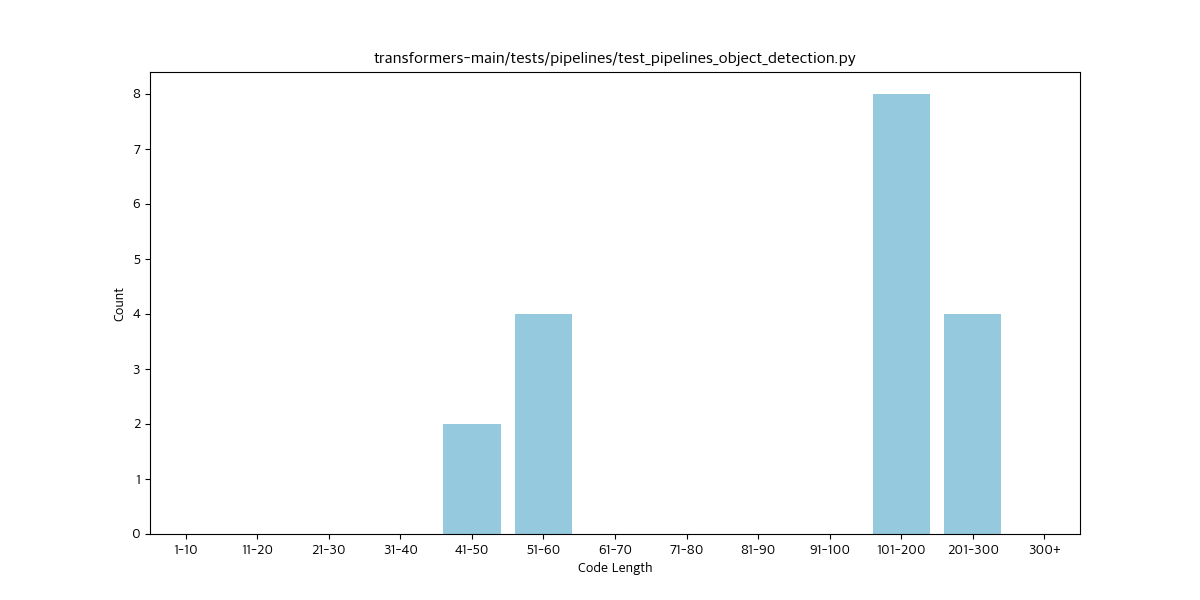 transformers-main/tests/pipelines/test_pipelines_object_detection.py
8
7
6
5
4
3
2
1
0
Count
1-10 11-20 21-30 31-40 41-50 51-60 61-70 71-80 81-90 91-100 101-200 201-300 300+
Code Length